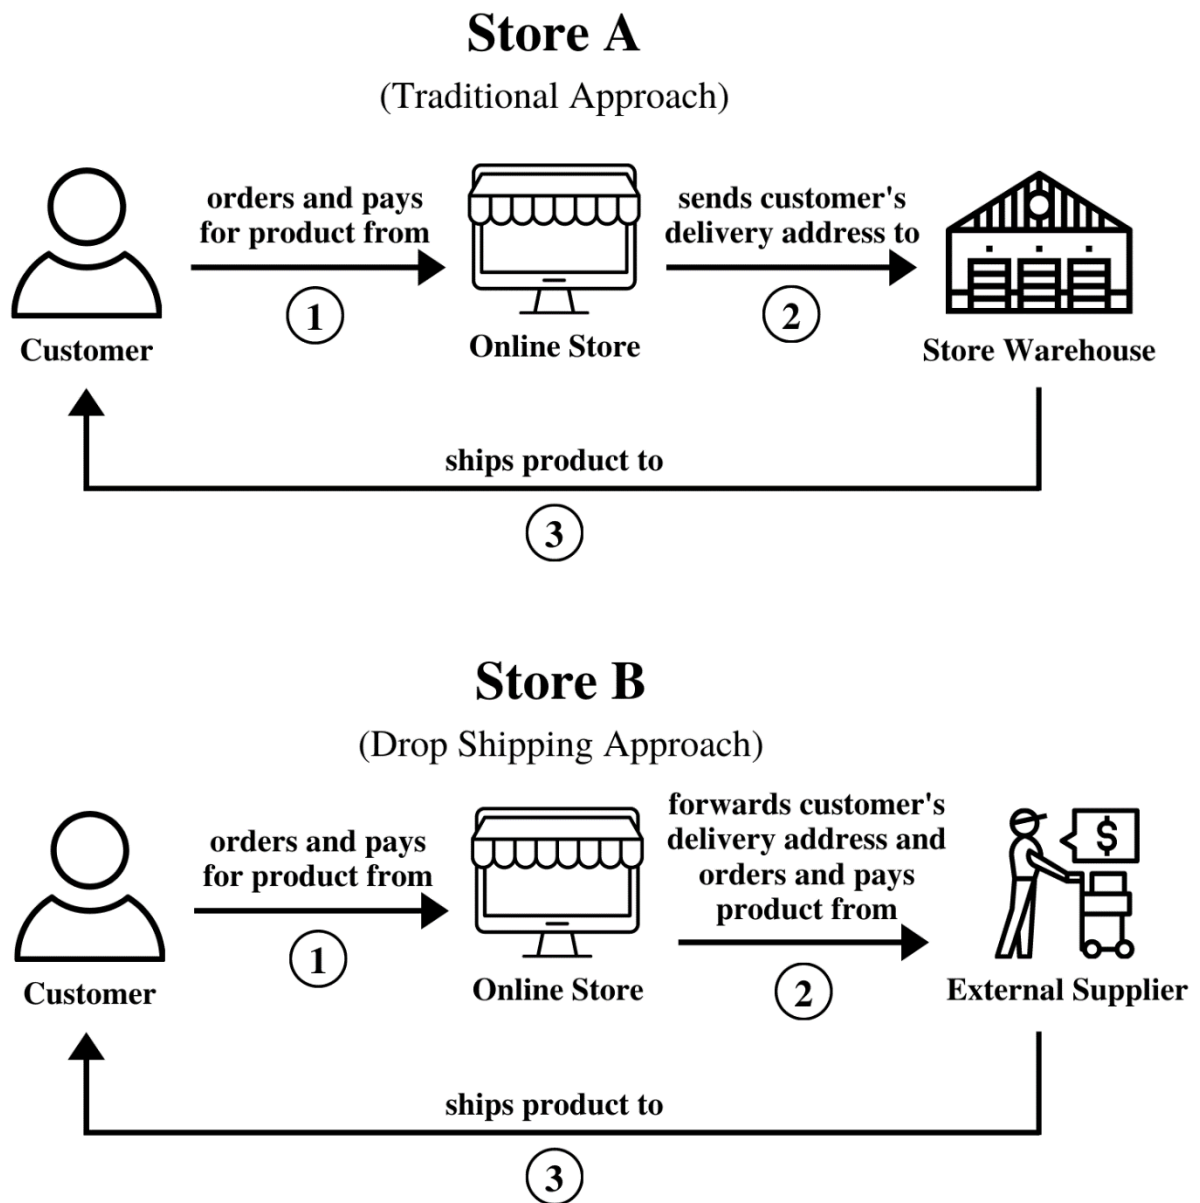 Store A
(Traditional Approach)
orders and pays
for product from
1
sends customer's
delivery address to
2
Customer
Online Store
Store Warehouse
ships product to
3
Store B
(Drop Shipping Approach)
orders and pays
for product from
1
forwards customer's
delivery address and
orders and pays
product from
2
$
Customer
Online Store
External Supplier
ships product to
3